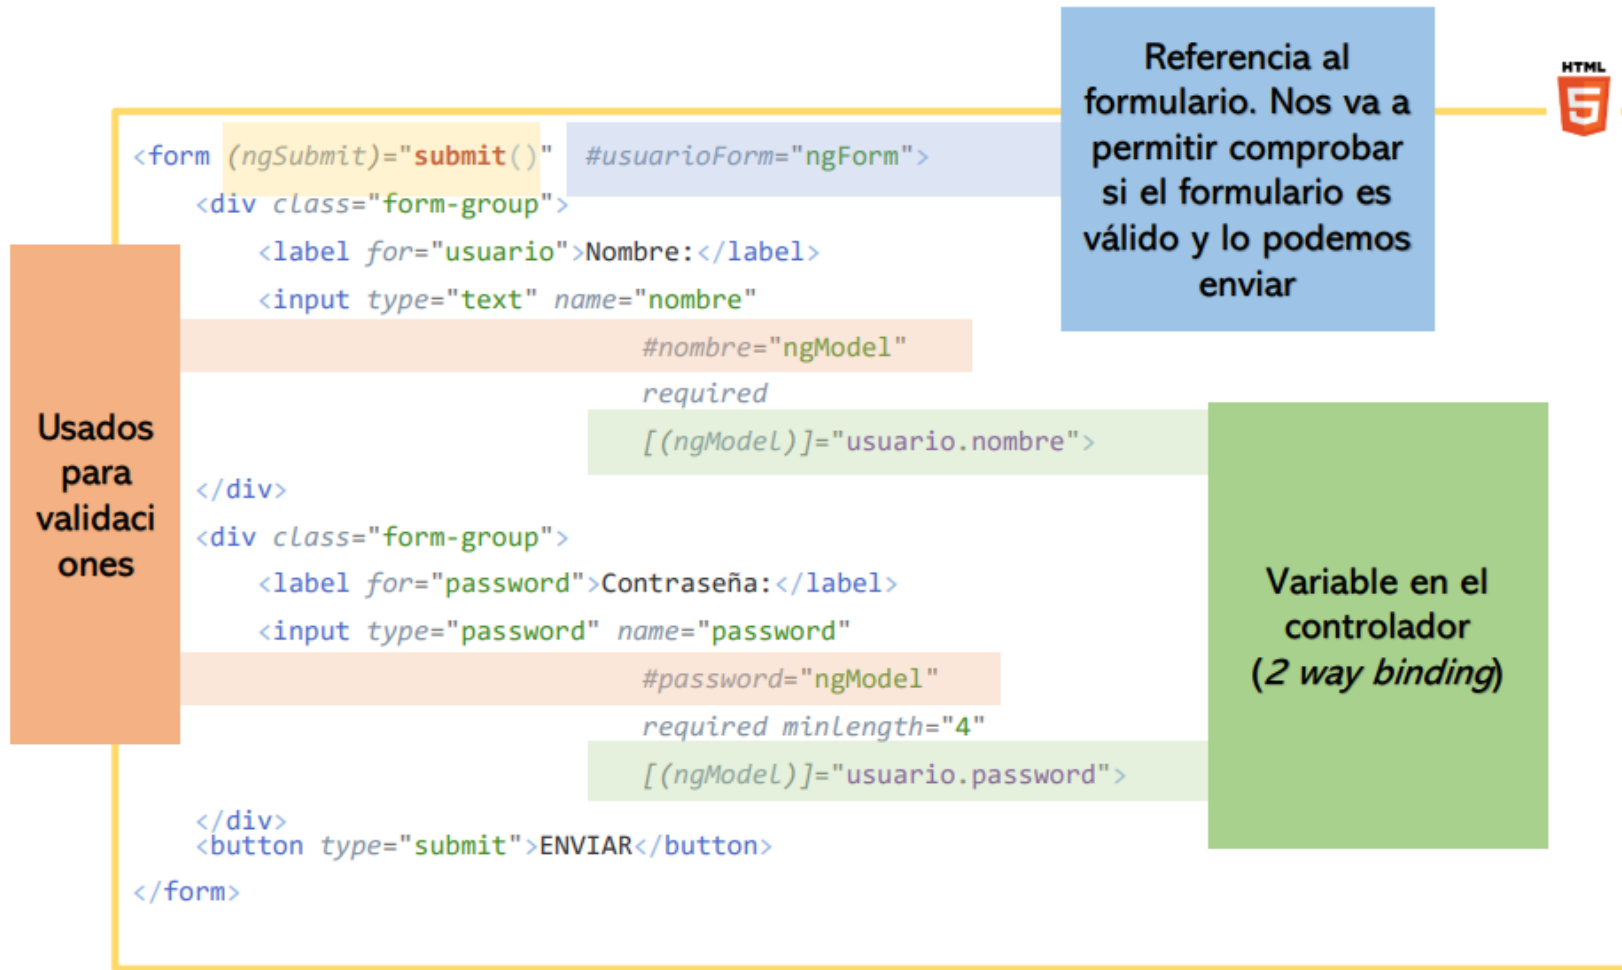 Referencia al
formulario. Nos va a
permitir comprobar
si el formulario es
válido y lo podemos
enviar
HTML
5
<form (ngSubmit)="submit()" #usuarioForm="ngForm">
<div class="form-group">
<label for="usuario">Nombre:</label>
<input type="text" name="nombre"
#nombre="ngModel"
required
[(ngModel)]="usuario.nombre">
</div>
<div class="form-group">
<label for="password">Contraseña:</label>
<input type="password" name="password"
#password="ngModel"
required minlength="4"
[(ngModel)]="usuario.password">
</div>
<button type="submit">ENVIAR</button>
</form>
Usados
para
validaci
ones
Variable en el
controlador
(2 way binding)